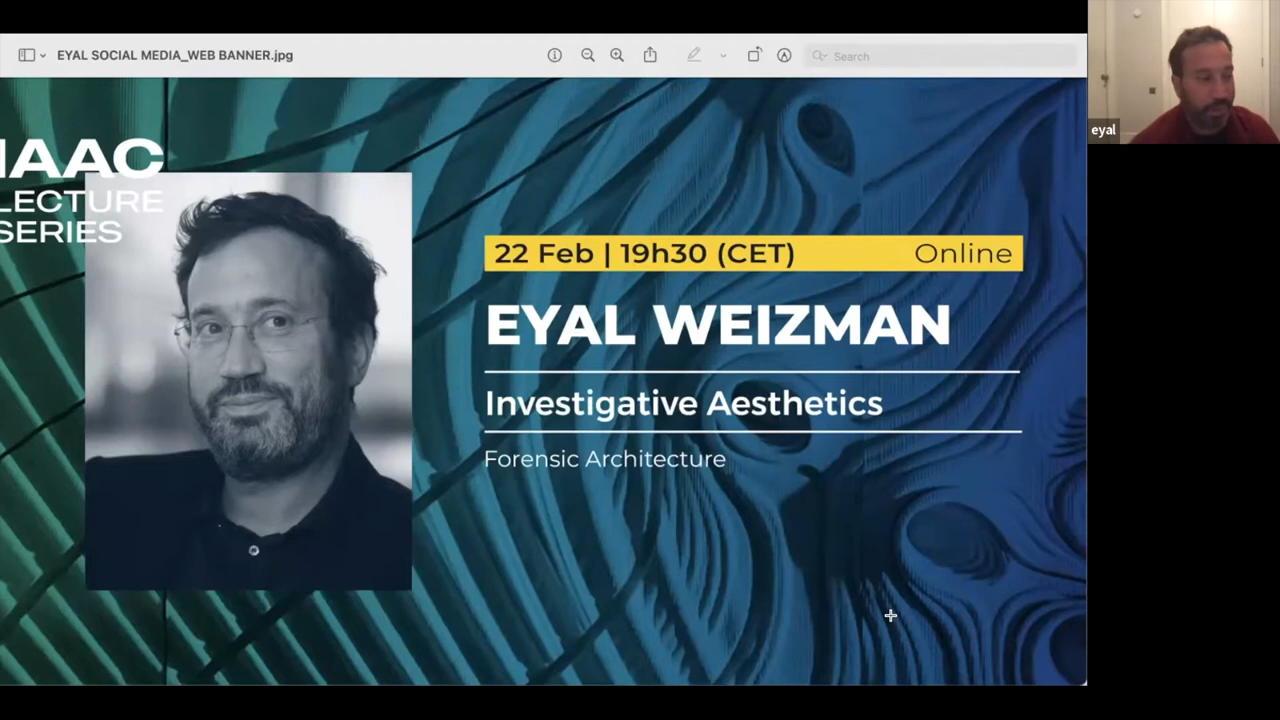 EYAL SOCIAL MEDIA_WEB BANNER.jpg
Search
eyal
IAAC
LECTURE
SERIES
22 Feb | 19h30 (CET)
Online
EYAL WEIZMAN
Investigative Aesthetics
Forensic Architecture